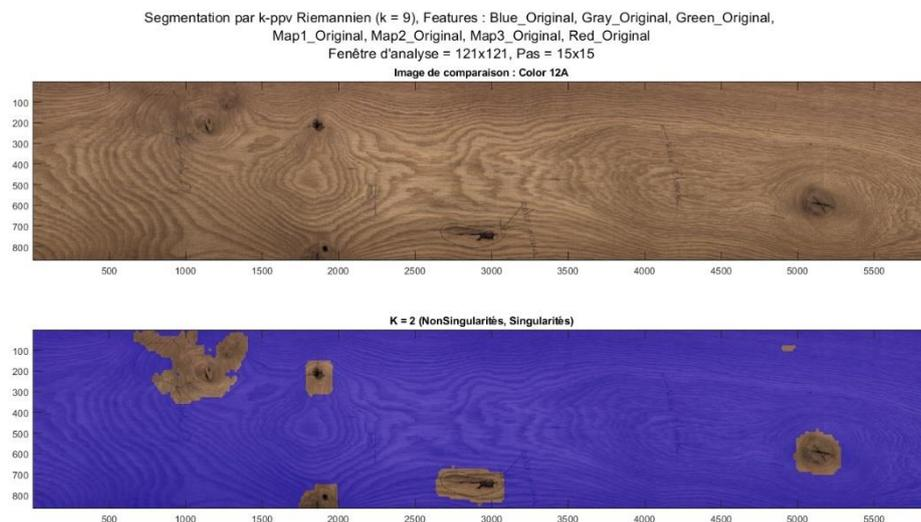 Segmentation par k-ppv Riemannien (k = 9), Features : Blue_Original, Gray_Original, Green_Original,
Map1_Original, Map2_Original, Map3_Original, Red_Original
Fenêtre d'analyse = 121x121, Pas = 15x15
Image de comparaison : Color 12A
100
200
300
400
500
600
700
800
500 1000 1500 2000 2500 3000 3500 4000 4500 5000 5500
K = 2 (NonSingularités, Singularités)
100
200
300
400
500
600
700
800
500 1000 1500 2000 2500 3000 3500 4000 4500 5000 5500